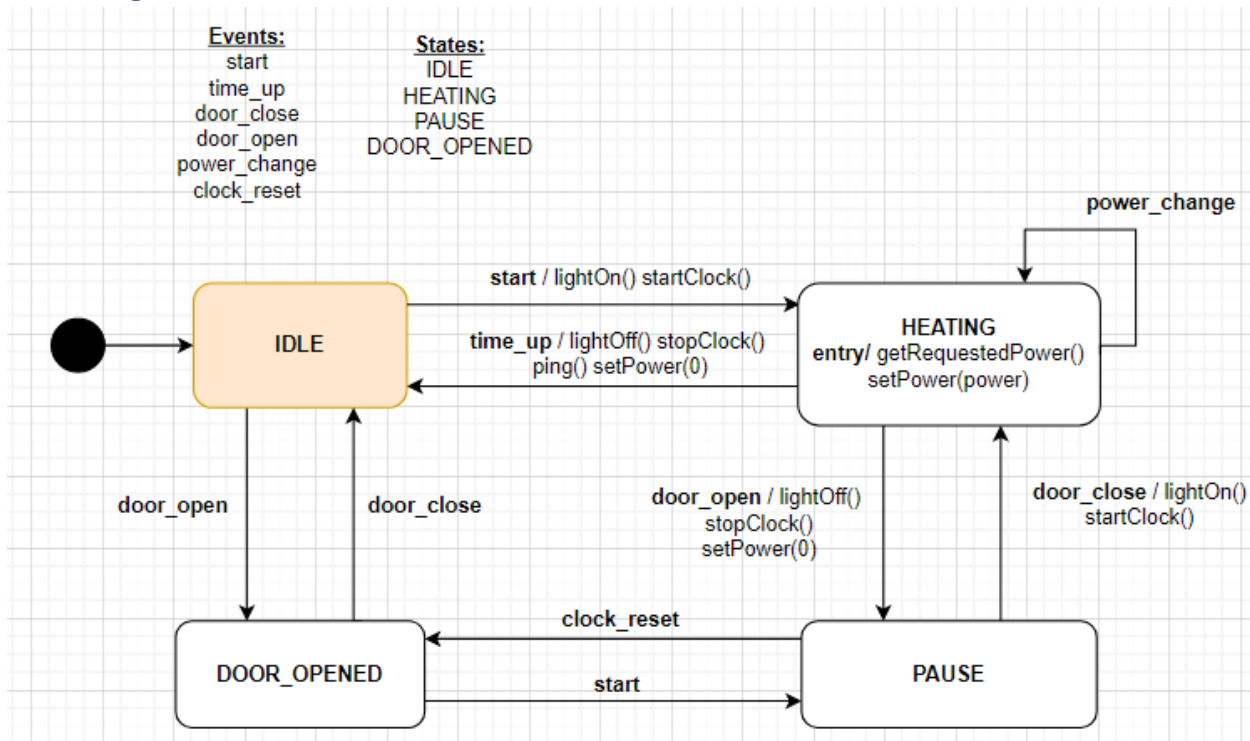 Events:
start
time_up
door_close
door_open
power_change
clock_reset
States:
IDLE
HEATING
PAUSE
DOOR_OPENED
power_change
start / lightOn() startClock()
IDLE
time_up / lightOff() stopClock()
ping() setPower(0)
HEATING
entry/ getRequestedPower()
setPower(power)
door_open
door_close
door_open / lightOff()
stopClock()
setPower(0)
door_close / lightOn()
startClock()
clock_reset
DOOR_OPENED
start
PAUSE